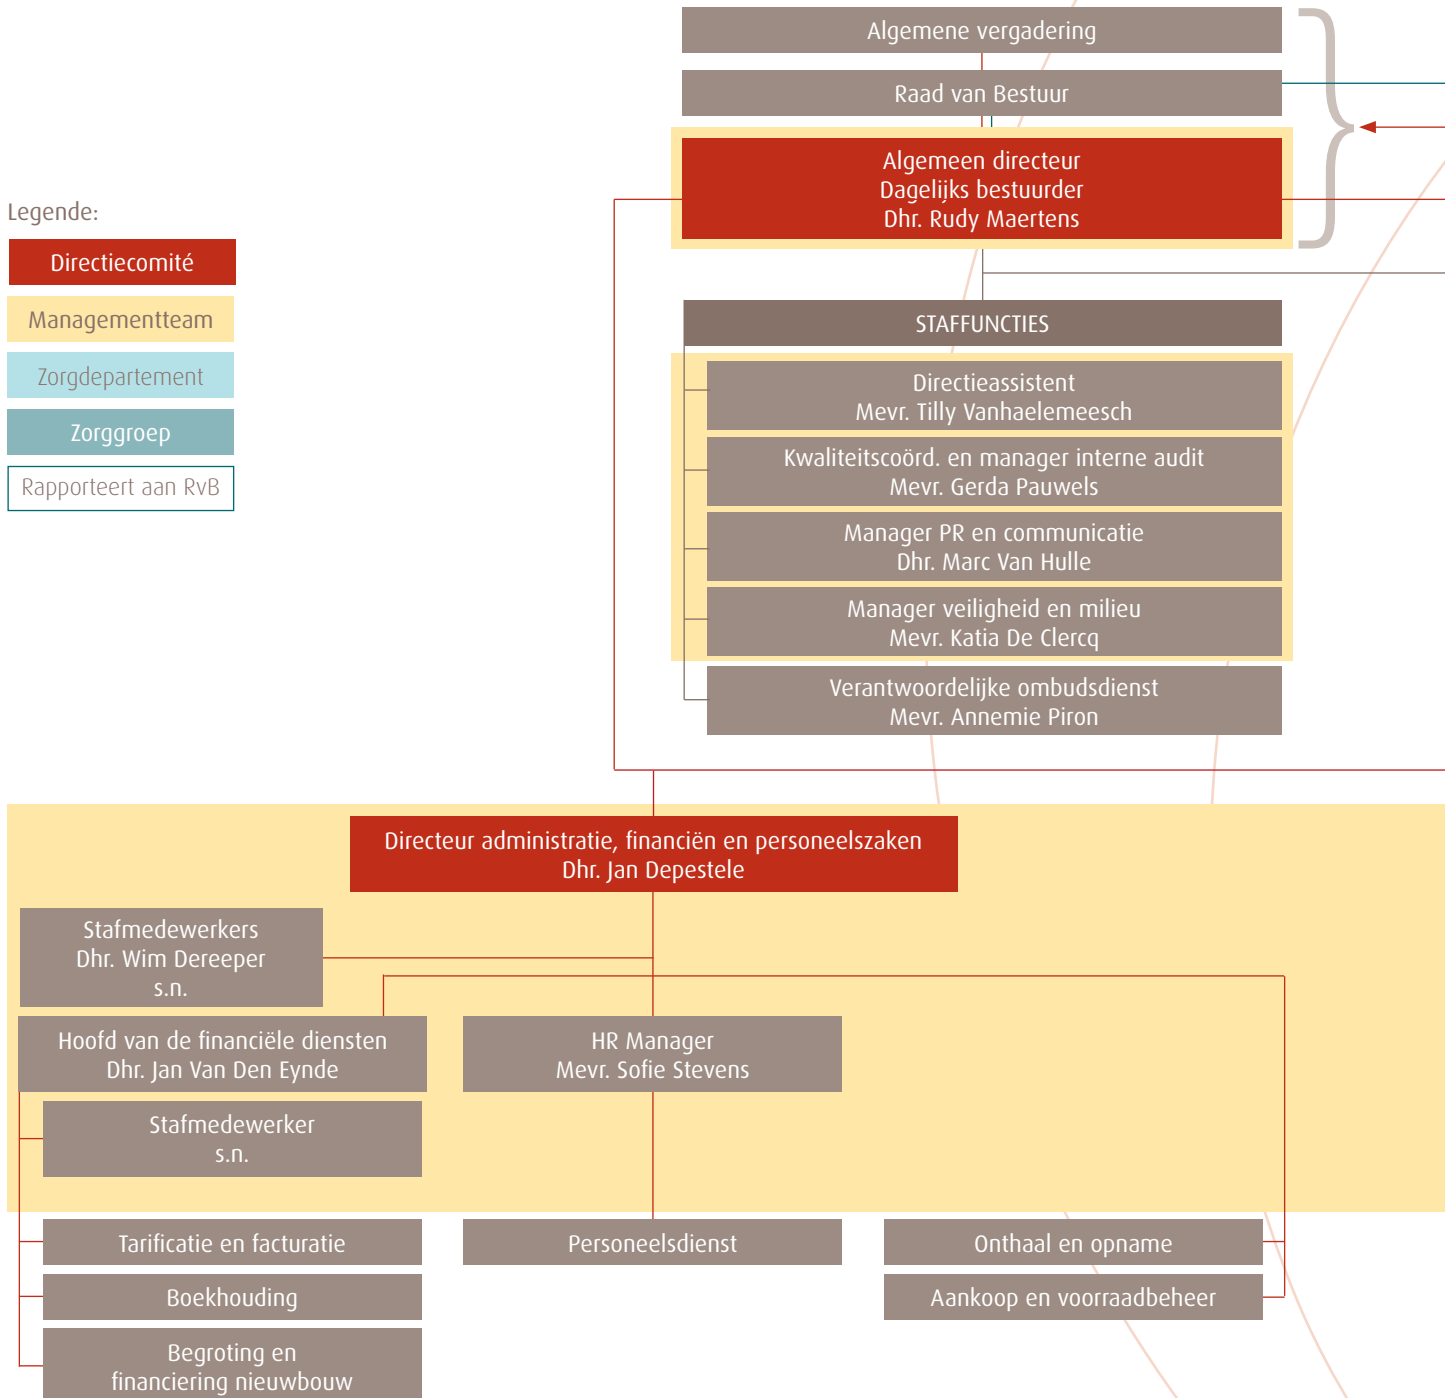 Algemene vergadering
Raad van Bestuur
Algemeen directeur
Dagelijks bestuurder
Dhr. Rudy Maertens
Legende:
Directiecomité
Managementteam
Zorgdepartement
Zorggroep
Rapporteert aan RvB
STAFFUNCTIES
Directieassistent
Mevr. Tilly Vanhaelemeesch
Kwaliteitscoörd. en manager interne audit
Mevr. Gerda Pauwels
Manager PR en communicatie
Dhr. Marc Van Hulle
Manager veiligheid en milieu
Mevr. Katia De Clercq
Verantwoordelijke ombudsdienst
Mevr. Annemie Piron
Directeur administratie, financiën en personeelszaken
Dhr. Jan Depestele
Stafmedewerkers
Dhr. Wim Dereeper
s.n.
Hoofd van de financiële diensten
Dhr. Jan Van Den Eynde
HR Manager
Mevr. Sofie Stevens
Stafmedewerker
s.n.
Tarificatie en facturatie
Personeelsdienst
Onthaal en opname
Boekhouding
Aankoop en voorraadbeheer
Begroting en
financiering nieuwbouw